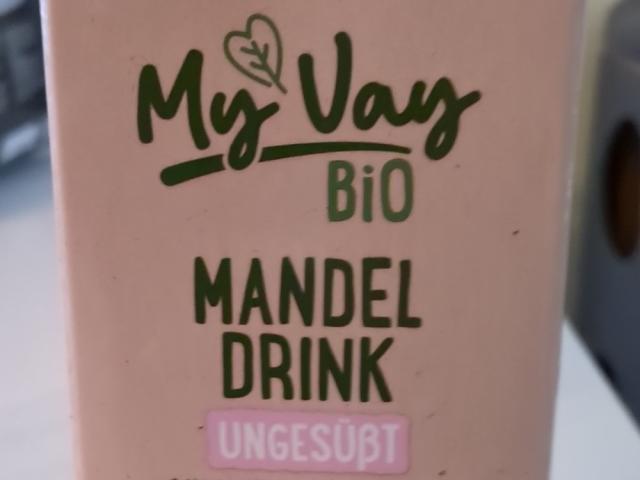 My Vay
BiO
MANDEL
DRINK
UNGESÜßT